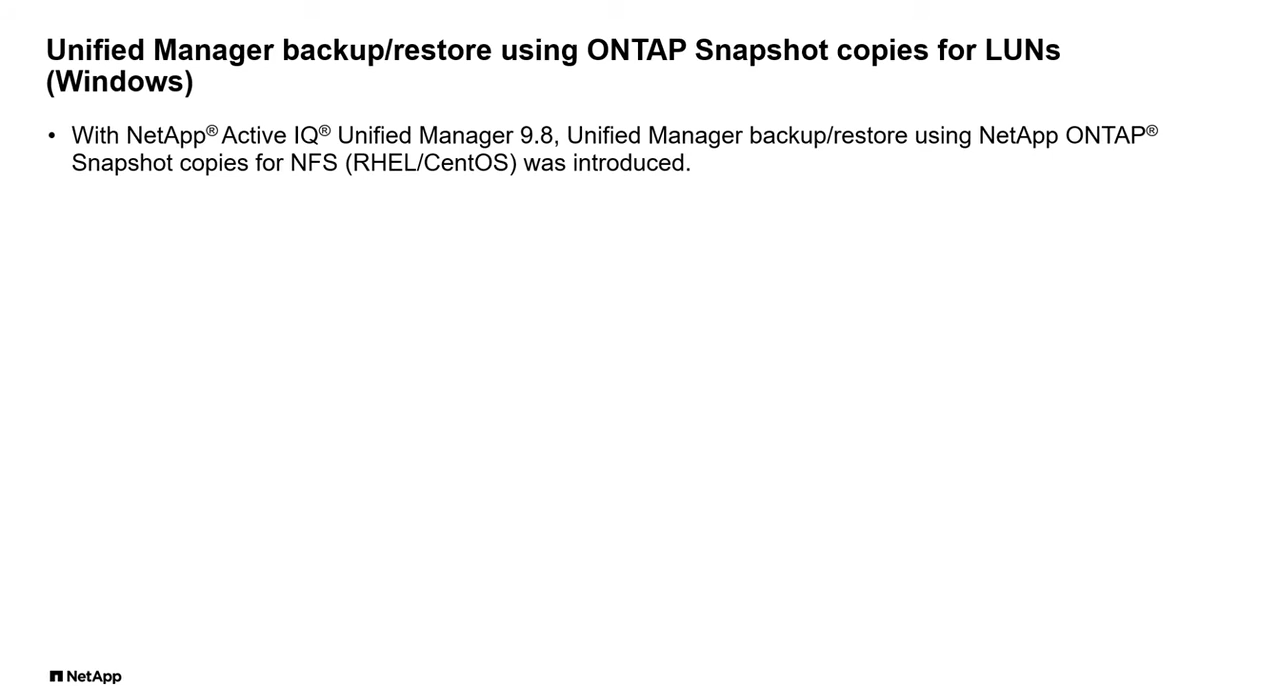 Unified Manager backup/restore using ONTAP Snapshot copies for LUNs
(Windows)
• With NetApp® Active IQ® Unified Manager 9.8, Unified Manager backup/restore using NetApp ONTAP®
Snapshot copies for NFS (RHEL/CentOS) was introduced.
NetApp